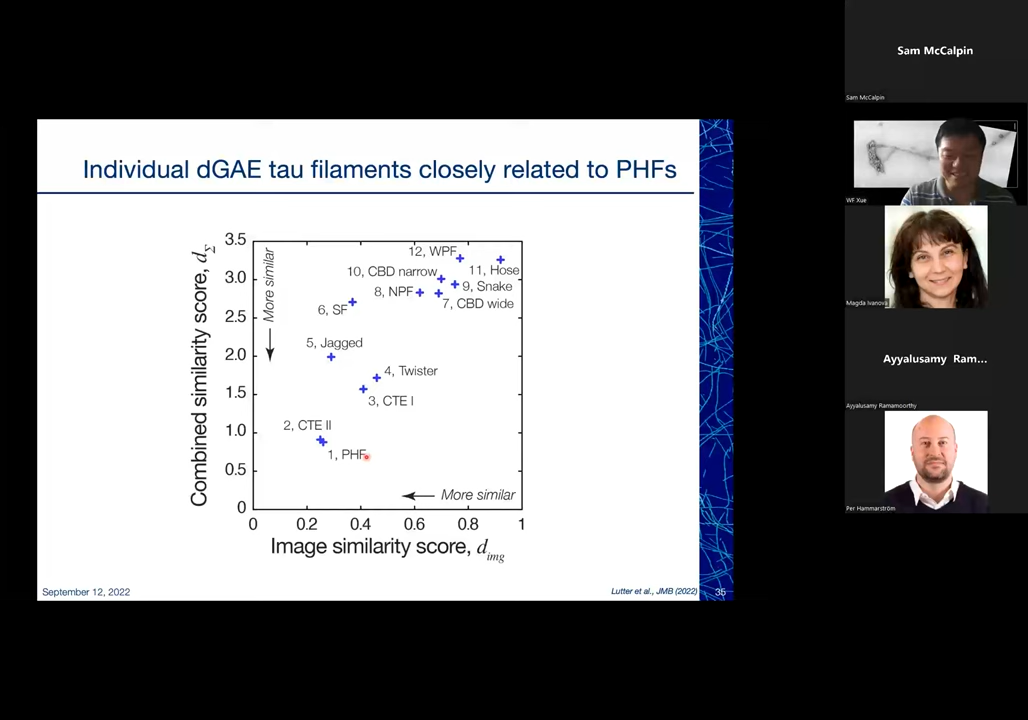 Individual dGAE tau filaments closely related to PHFs
Combined similarity score, dΣ
3.5
3.0
2.5
2.0
1.5
1.0
0.5
0
More similar
12, WPF
11, Hose
10, CBD narrow
9, Snake
8, NPF
7, CBD wide
6, SF
5, Jagged
4, Twister
3, CTE I
2, CTE II
1, PHF
More similar
0 0.2 0.4 0.6 0.8 1
Image similarity score, dimg
September 12, 2022
Lutter et al., JMB (2022)
35
Sam McCalpin
Sam McCalpin
WF Xue
Magda Ivanova
Ayyalusamy Ram...
Ayyalusamy Ramamoorthy
Per Hammarström